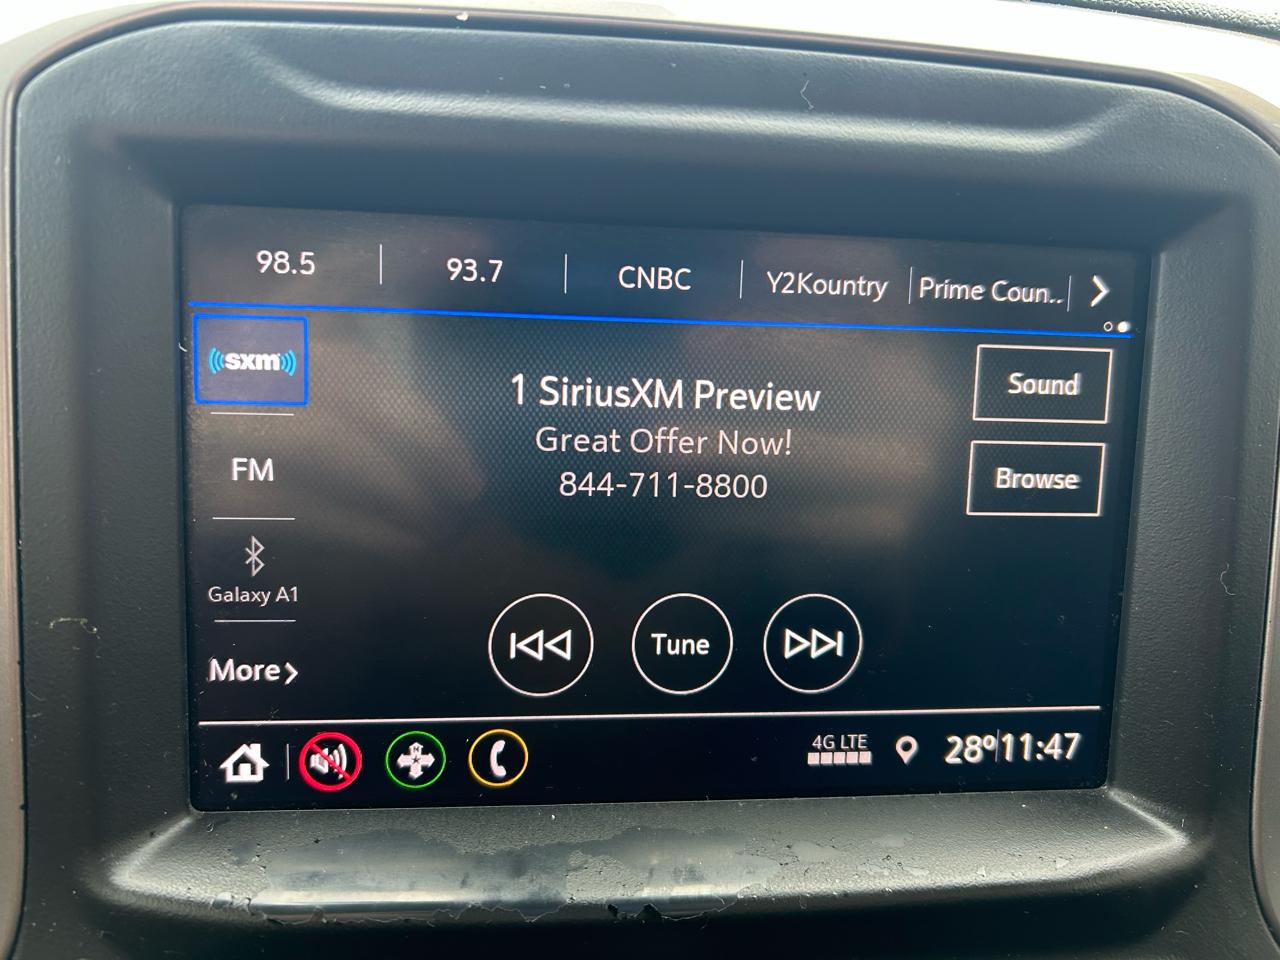 98.5
93.7
CNBC
Y2Kountry
Prime Coun..
sxm
1 SiriusXM Preview
Great Offer Now!
844-711-8800
Sound
Browse
FM
Galaxy A1
More
Tune
N
4G LTE
28° 11:47